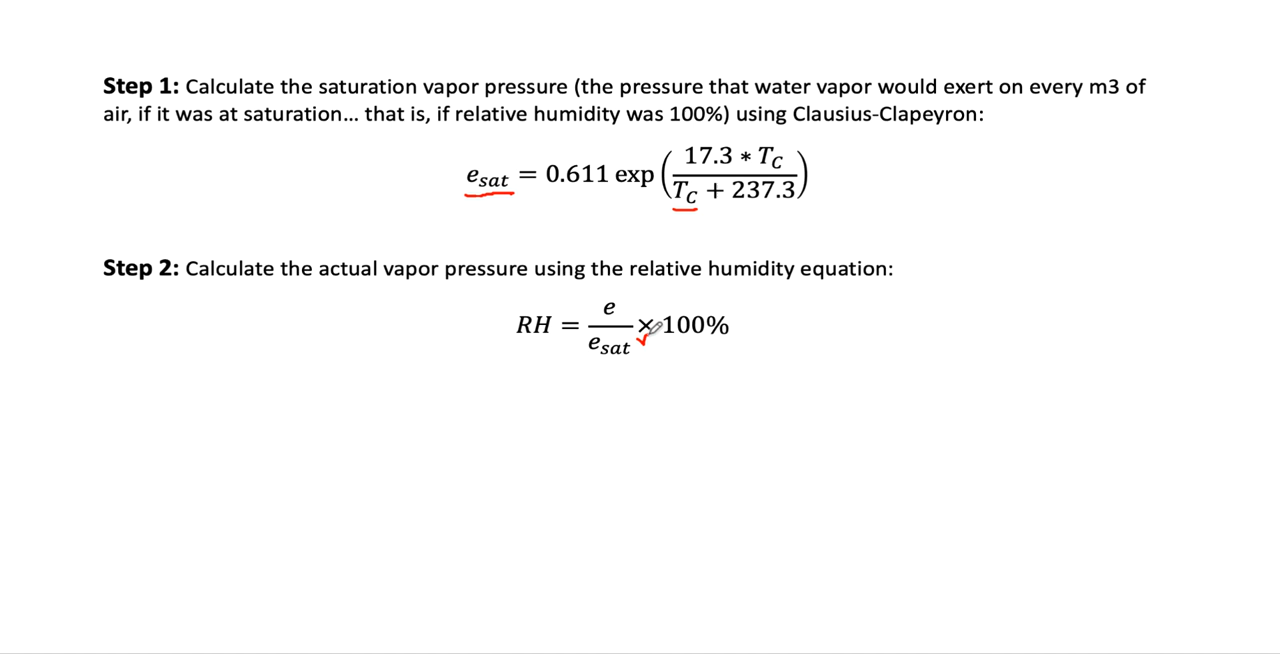 Step 1: Calculate the saturation vapor pressure (the pressure that water vapor would exert on every m3 of
air, if it was at saturation... that is, if relative humidity was 100%) using Clausius-Clapeyron:
e_sat = 0.611 exp((17.3 * T_C) / (T_C + 237.3))
Step 2: Calculate the actual vapor pressure using the relative humidity equation:
RH = e / e_sat × 100%